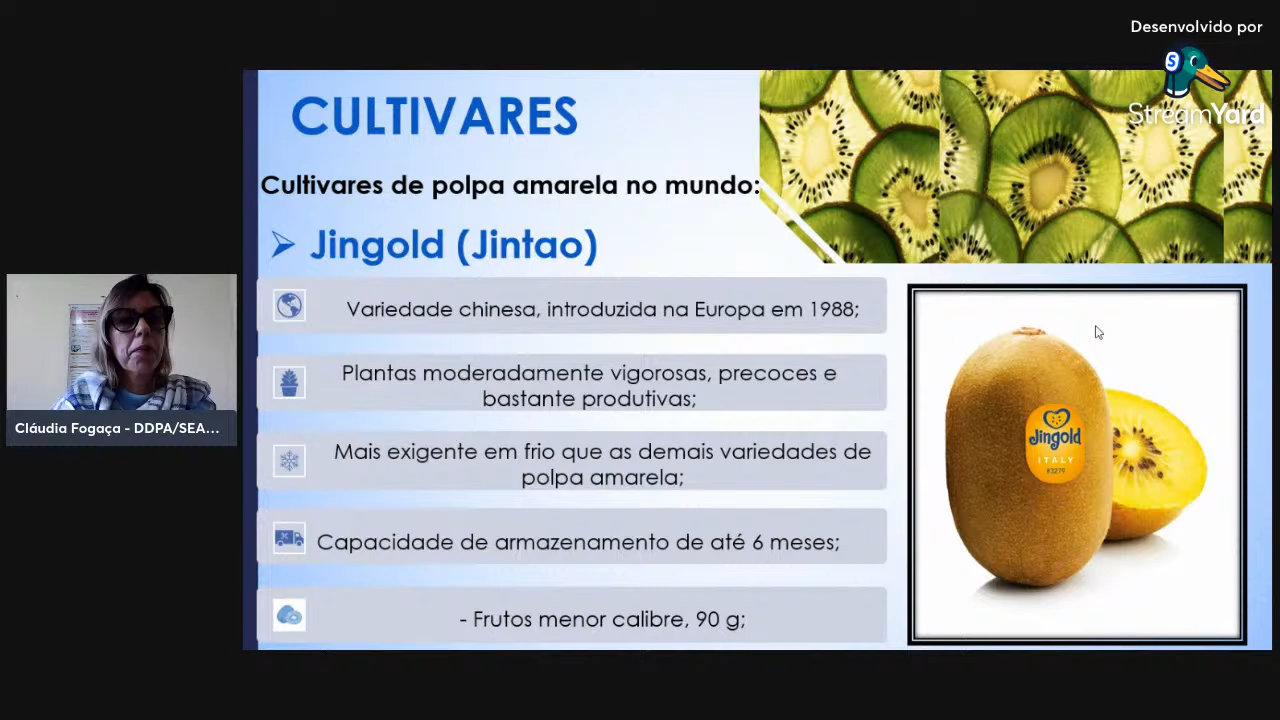 Desenvolvido por
StreamYard
CULTIVARES
Cultivares de polpa amarela no mundo:
Jingold (Jintao)
Variedade chinesa, introduzida na Europa em 1988;
Plantas moderadamente vigorosas, precoces e
bastante produtivas;
Mais exigente em frio que as demais variedades de
polpa amarela;
Capacidade de armazenamento de até 6 meses;
- Frutos menor calibre, 90 g;
Jingold
ITALY
#3279
Cláudia Fogaça - DDPA/SEA...